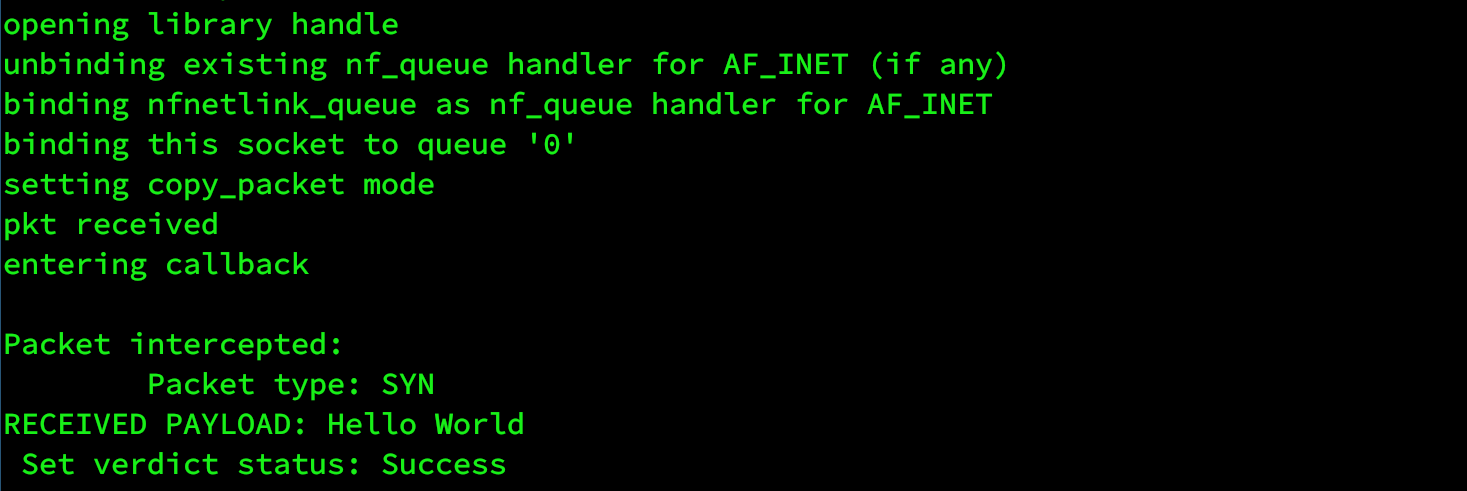 opening library handle
unbinding existing nf_queue handler for AF_INET (if any)
binding nfnetlink_queue as nf_queue handler for AF_INET
binding this socket to queue '0'
setting copy_packet mode
pkt received
entering callback
Packet intercepted:
Packet type: SYN
RECEIVED PAYLOAD: Hello World
Set verdict status: Success